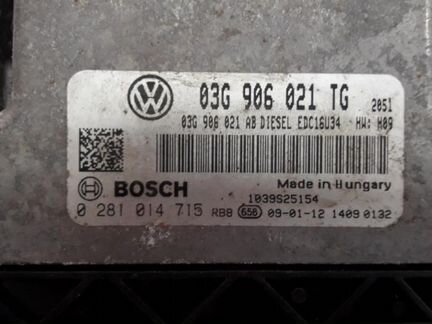 03G 906 021 TG 2051
03G 906 021 AB DIESEL EDC16U34 HW: H09
BOSCH
Made in Hungary
1039S25154
0 281 014 715 RB8 656 09-01-12 1409 0132